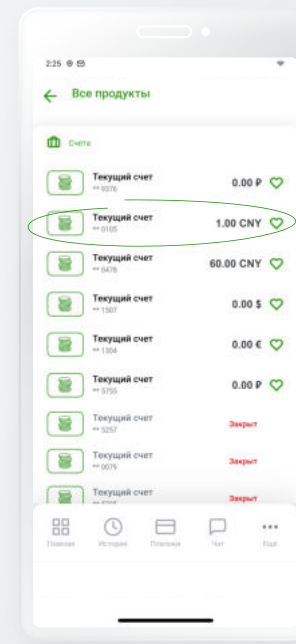 2:25
Все продукты
Счета
Текущий счет
** 9376
0.00 ₽
Текущий счет
** 0105
1.00 CNY
Текущий счет
** 0478
60.00 CNY
Текущий счет
** 1507
0.00 $
Текущий счет
** 1304
0.00 €
Текущий счет
** 5755
0.00 ₽
Текущий счет
** 5257
Закрыт
Текущий счет
** 0079
Закрыт
Текущий счет
Закрыт
Главная
История
Платежи
Чат
Ещё